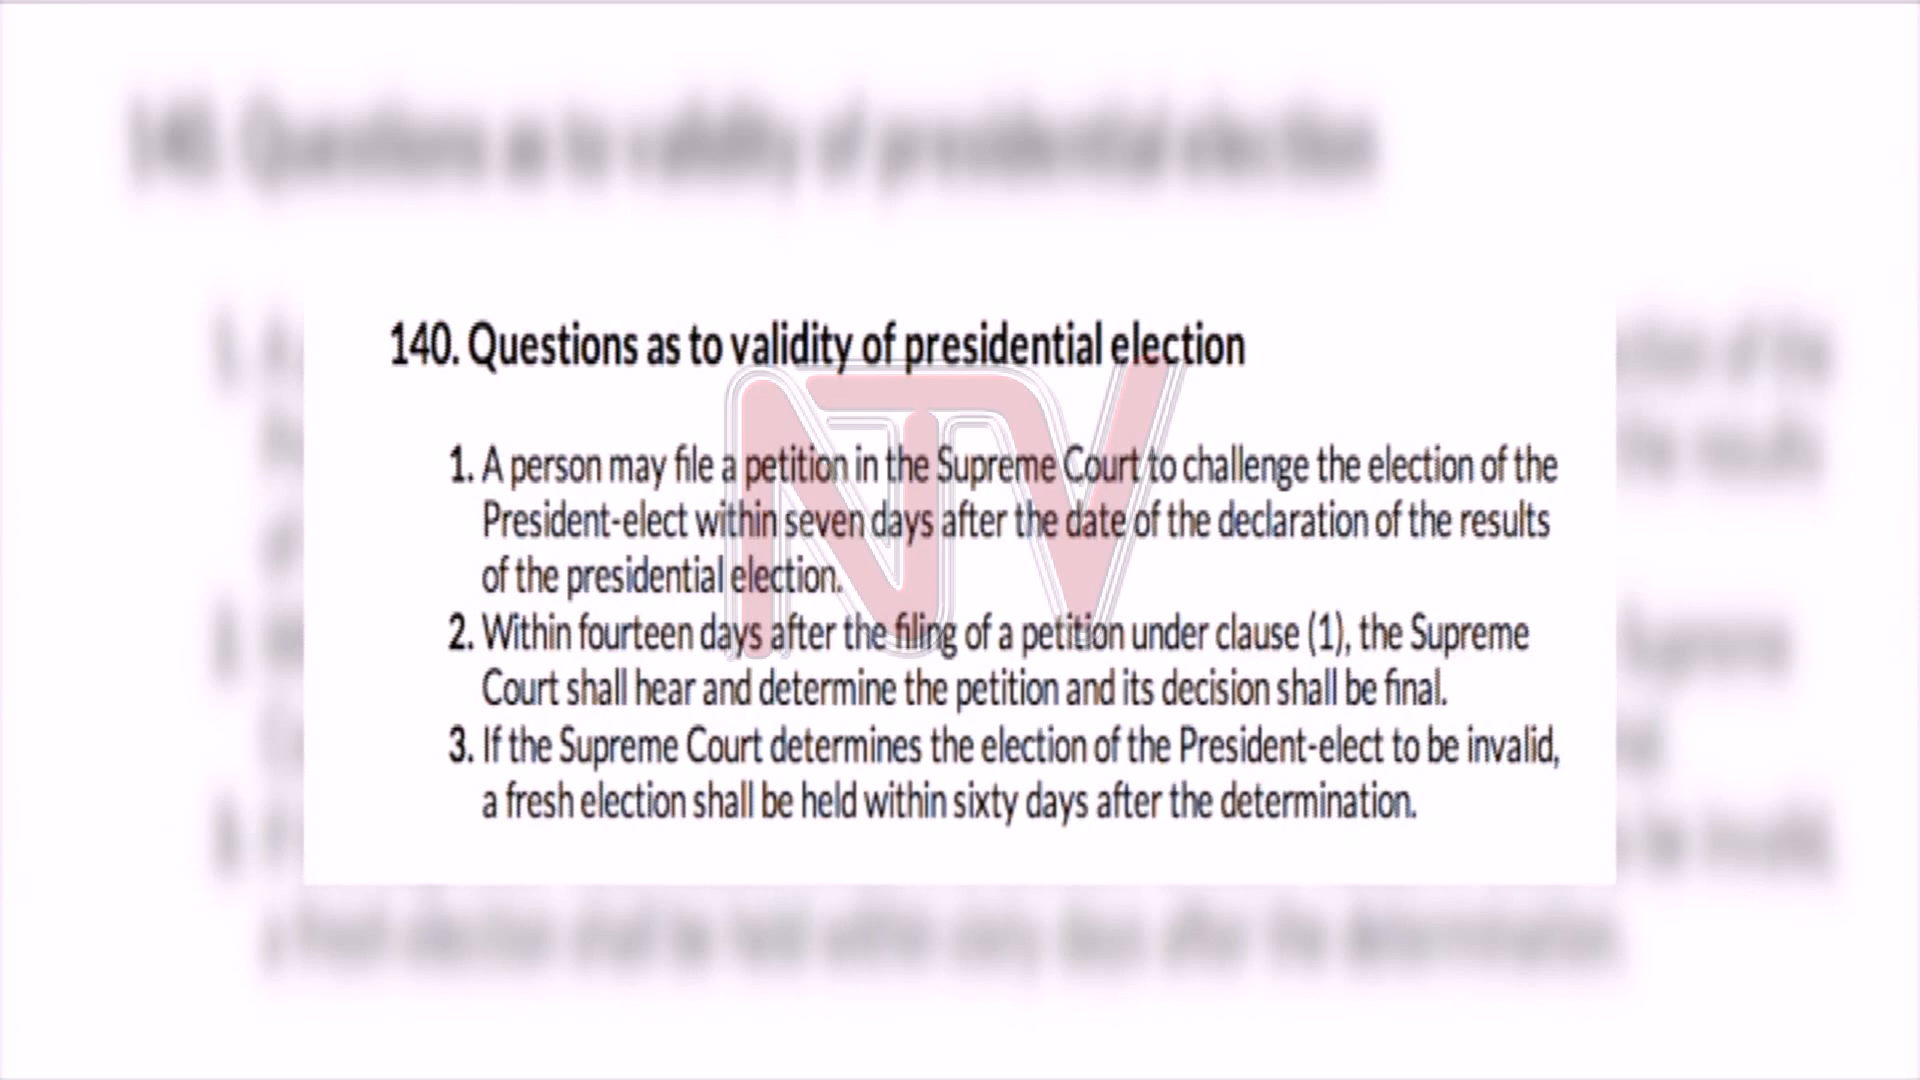 140. Questions as to validity of presidential election
1. A person may file a petition in the Supreme Court to challenge the election of the
President-elect within seven days after the date of the declaration of the results
of the presidential election.
2. Within fourteen days after the filing of a petition under clause (1), the Supreme
Court shall hear and determine the petition and its decision shall be final.
3. If the Supreme Court determines the election of the President-elect to be invalid,
a fresh election shall be held within sixty days after the determination.
NTV